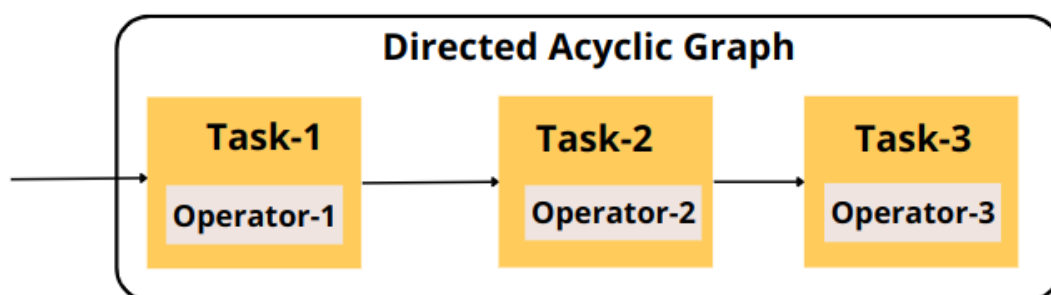 Directed Acyclic Graph
Task-1
Operator-1
Task-2
Operator-2
Task-3
Operator-3